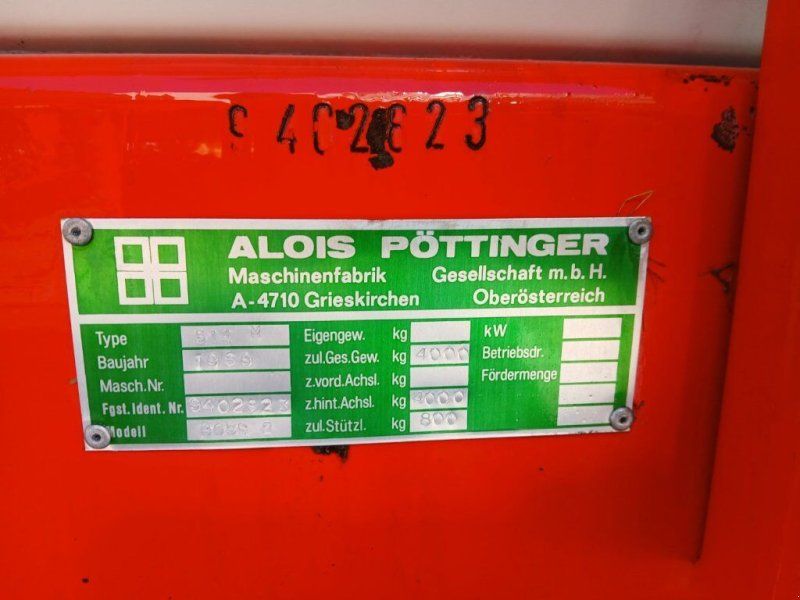 ALOIS PÖTTINGER
Maschinenfabrik Gesellschaft m.b.H.
A-4710 Grieskirchen Oberösterreich
Type
Eigengew. kg
kW
Baujahr
zul.Ges.Gew. kg 4000
Betriebsdr.
Masch.Nr.
z.vord.Achsl. kg
Fördermenge
Fgst.Ident. Nr.
z.hint.Achsl. kg 4000
Modell
zul.Stützl. kg 800